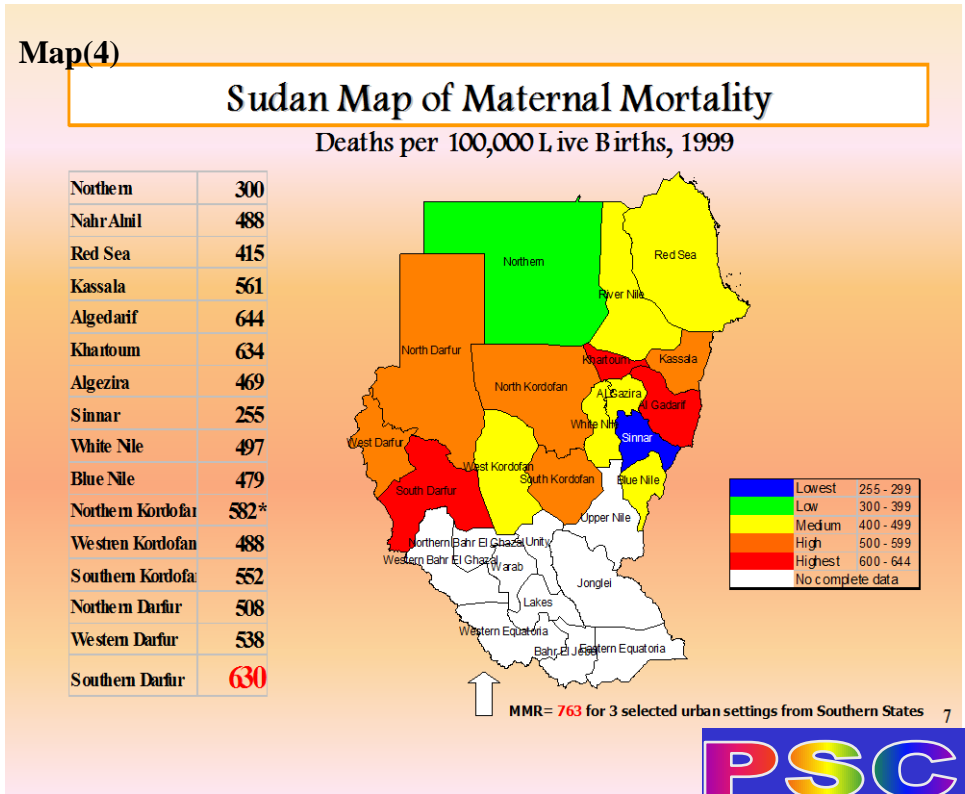 Map(4)
Sudan Map of Maternal Mortality
Deaths per 100,000 Live Births, 1999
Northern 300
Nahr Alnil 488
Red Sea 415
Kassala 561
Algedarif 644
Khartoum 634
Algezira 469
Sinnar 255
White Nile 497
Blue Nile 479
Northern Kordofan 582*
Westren Kordofan 488
Southern Kordofa 552
Northern Darfur 508
Western Darfur 538
Southern Darfur 630
Red Sea
Northern
River Nile
North Darfur
Khartoum
Kassala
North Kordofan
Al Gazira
Al Gadarif
White Nile
Sinnar
West Darfur
West Kordofan
South Kordofan
Blue Nile
South Darfur
Upper Nile
Northern Bahr El Ghazal
Unity
Western Bahr El Ghazal
Warab
Jonglei
Lakes
Western Equatoria
Bahr El Jebel
Eastern Equatoria
Lowest 255 - 299
Low 300 - 399
Medium 400 - 499
High 500 - 599
Highest 600 - 644
No complete data
MMR= 763 for 3 selected urban settings from Southern States
7
PSC